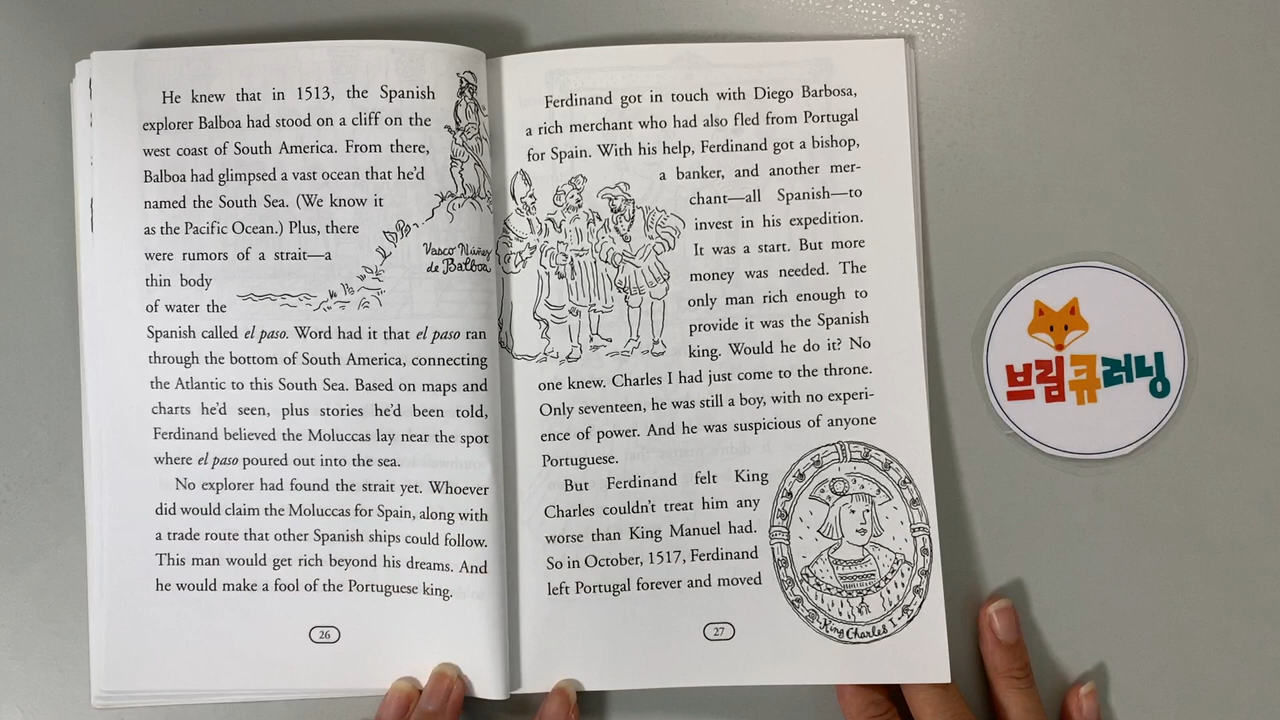 He knew that in 1513, the Spanish
explorer Balboa had stood on a cliff on the
west coast of South America. From there,
Balboa had glimpsed a vast ocean that he'd
named the South Sea. (We know it
as the Pacific Ocean.) Plus, there
were rumors of a strait—a
thin body
of water the
Spanish called el paso. Word had it that el paso ran
through the bottom of South America, connecting
the Atlantic to this South Sea. Based on maps and
charts he'd seen, plus stories he'd been told,
Ferdinand believed the Moluccas lay near the spot
where el paso poured out into the sea.
No explorer had found the strait yet. Whoever
did would claim the Moluccas for Spain, along with
a trade route that other Spanish ships could follow.
This man would get rich beyond his dreams. And
he would make a fool of the Portuguese king.
Vasco Núñez
de Balboa
26
Ferdinand got in touch with Diego Barbosa,
a rich merchant who had also fled from Portugal
for Spain. With his help, Ferdinand got a bishop,
a banker, and another mer-
chant—all Spanish—to
invest in his expedition.
It was a start. But more
money was needed. The
only man rich enough to
provide it was the Spanish
king. Would he do it? No
one knew. Charles I had just come to the throne.
Only seventeen, he was still a boy, with no experi-
ence of power. And he was suspicious of anyone
Portuguese.
But Ferdinand felt King
Charles couldn't treat him any
worse than King Manuel had.
So in October, 1517, Ferdinand
left Portugal forever and moved
King Charles I
27
브림큐러닝